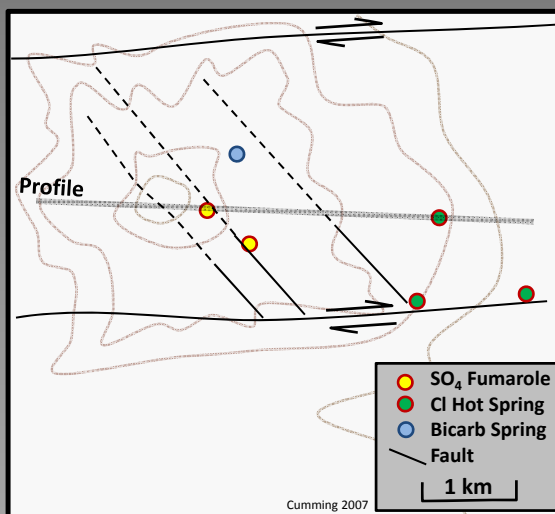 Profile
SO₄ Fumarole
Cl Hot Spring
Bicarb Spring
Fault
1 km
Cumming 2007